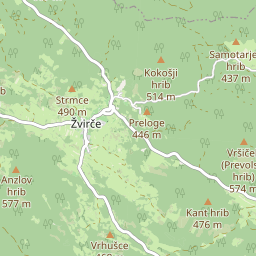 Samotarje
hrib
437 m
Kokošji
hrib
514 m
Strmce
490 m
Preloge
446 m
Žvirče
Vršiče
(Prevols
hrib)
574 m
Anzlov
hrib
577 m
Kant hrib
476 m
Vrhušce